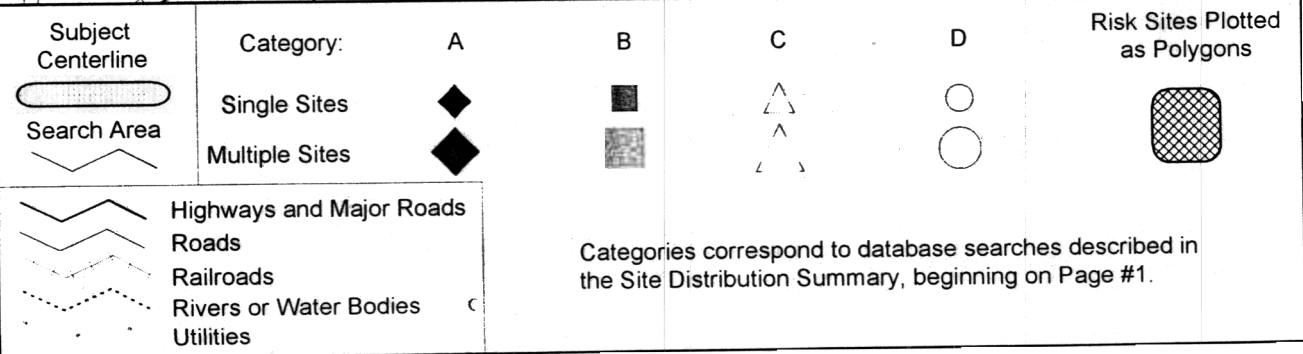 Subject
Centerline
Search Area
Category: A B C D
Single Sites
Multiple Sites
Risk Sites Plotted
as Polygons
Highways and Major Roads
Roads
Railroads
Rivers or Water Bodies
Utilities
Categories correspond to database searches described in
the Site Distribution Summary, beginning on Page #1.